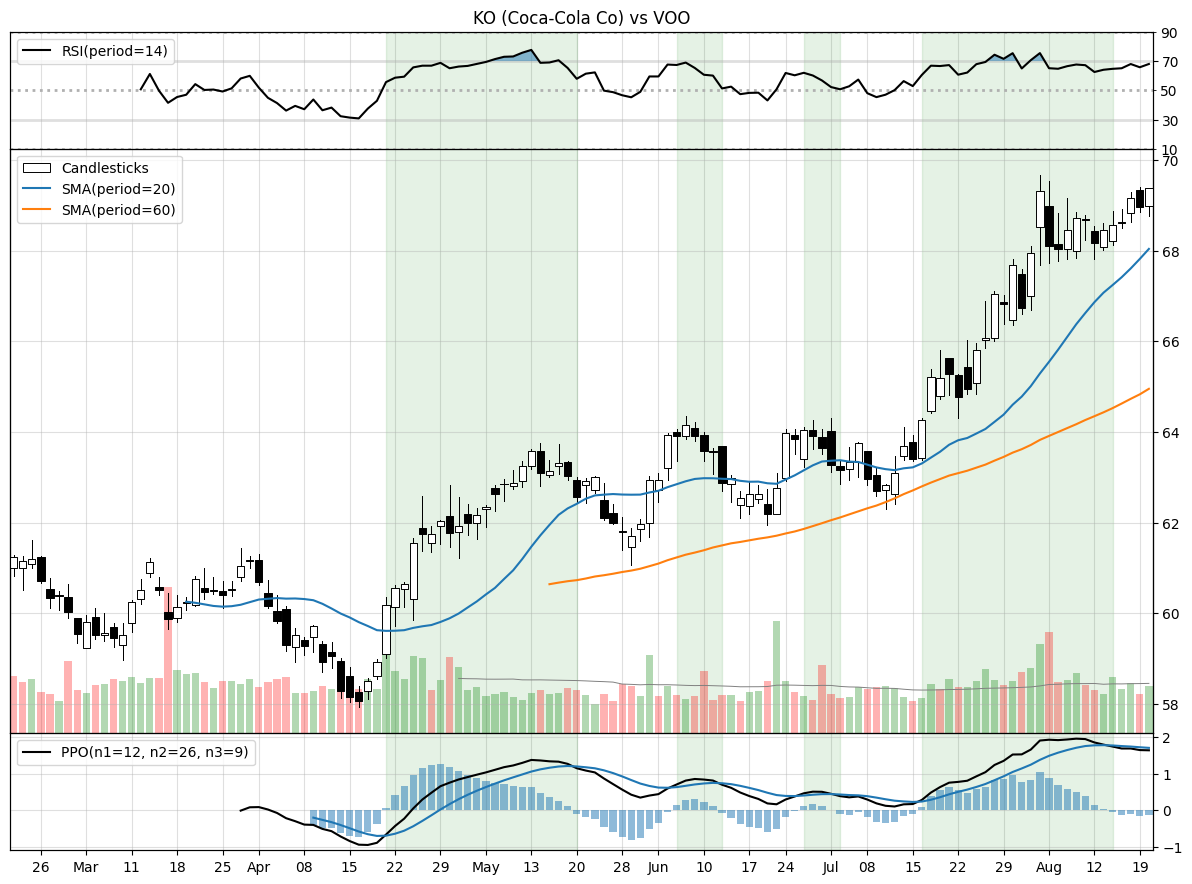 KO (Coca-Cola Co) vs VOO
RSI(period=14)
90
70
50
30
10
Candlesticks
SMA(period=20)
SMA(period=60)
70
68
66
64
62
60
58
PPO(n1=12, n2=26, n3=9)
2
1
0
−1
26 Mar 11 18 25 Apr 08 15 22 29 May 13 20 28 Jun 10 17 24 Jul 08 15 22 29 Aug 12 19